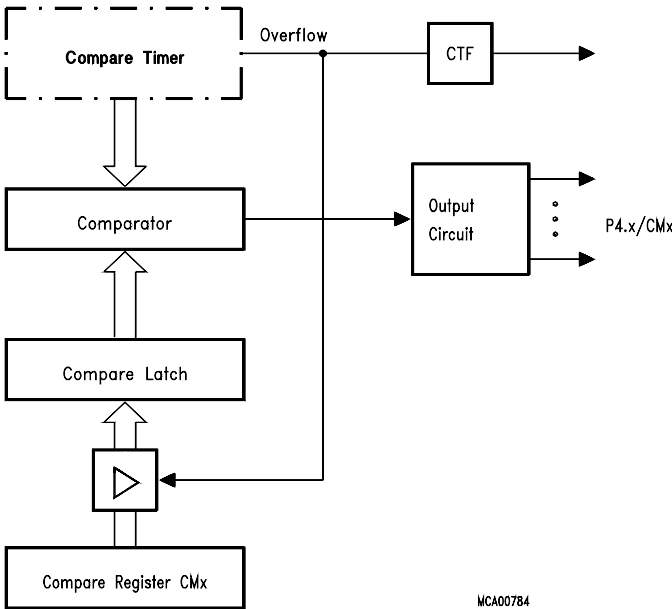 Overflow
Compare Timer
CTF
Comparator
Output
Circuit
P4.x/CMx
Compare Latch
Compare Register CMx
MCA00784